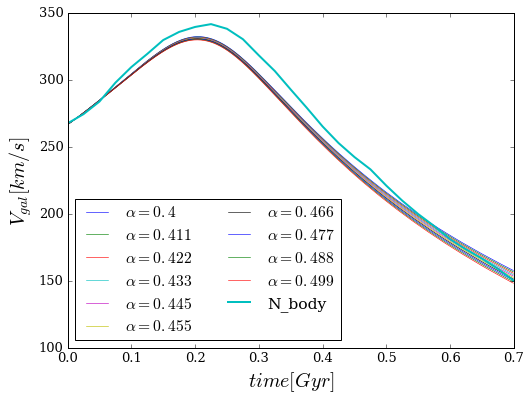 350
300
250
200
150
100
V_{gal}[km/s]
α = 0.4
α = 0.411
α = 0.422
α = 0.433
α = 0.445
α = 0.455
α = 0.466
α = 0.477
α = 0.488
α = 0.499
N_body
0.0 0.1 0.2 0.3 0.4 0.5 0.6 0.7
time[Gyr]